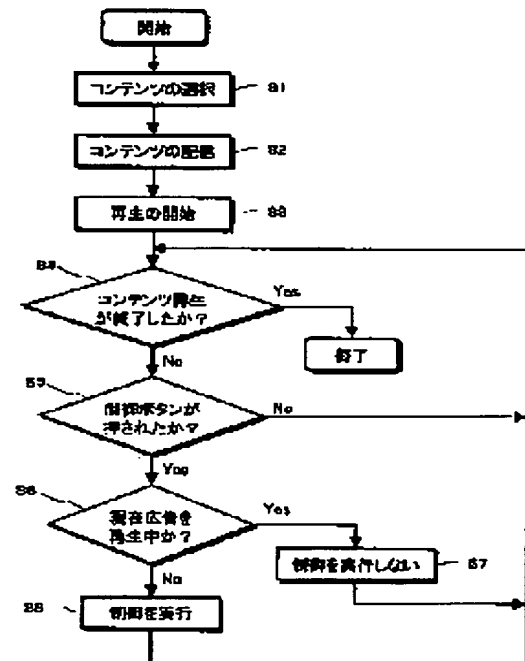 開始
コンテンツの選択
S1
コンテンツの配信
S2
再生の開始
S3
S4
コンテンツ再生
が終了したか？
Yes
終了
No
S5
制御ボタンが
押されたか？
No
Yes
S6
現在広告を
再生中か？
Yes
制御を実行しない
S7
No
S8
制御を実行